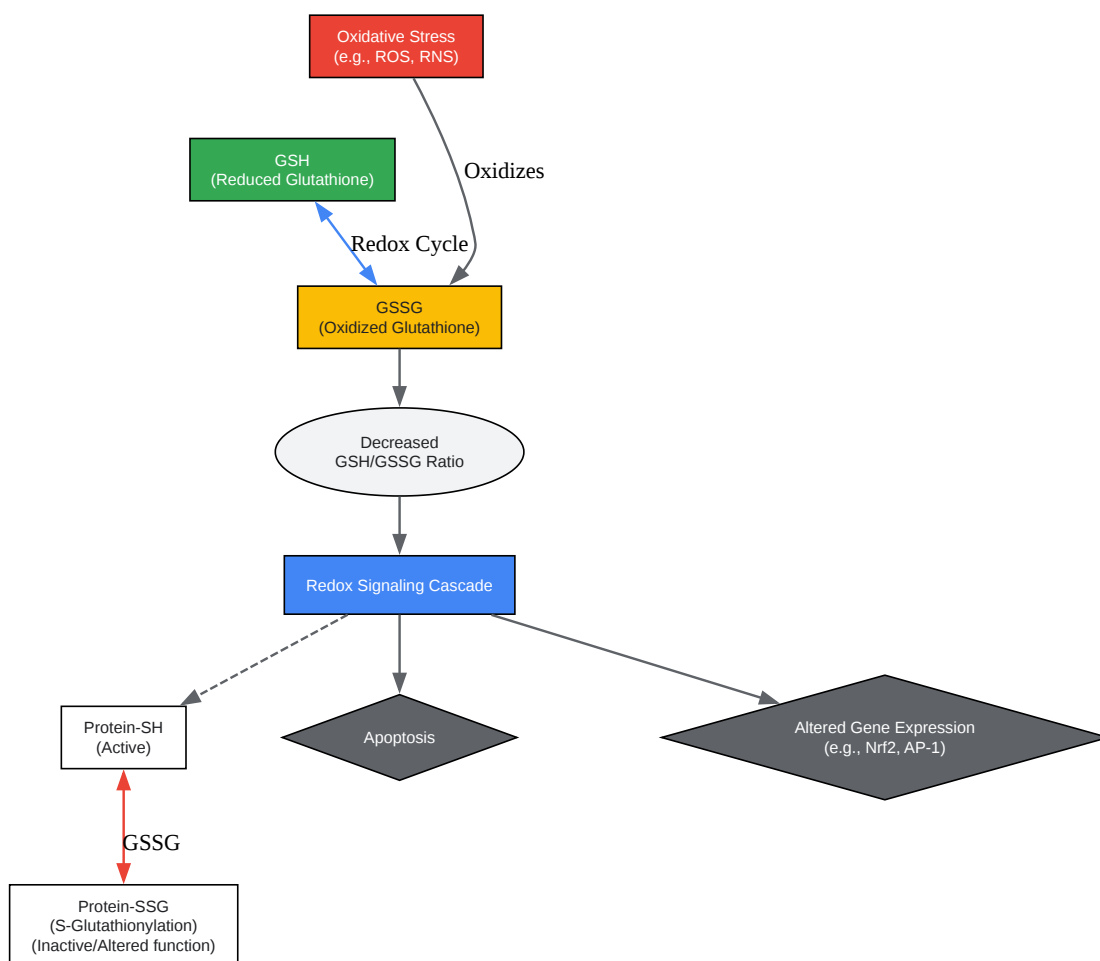 Oxidative Stress
(e.g., ROS, RNS)
GSH
(Reduced Glutathione)
Oxidizes
Redox Cycle
GSSG
(Oxidized Glutathione)
Decreased
GSH/GSSG Ratio
Redox Signaling Cascade
Protein-SH
(Active)
Apoptosis
Altered Gene Expression
(e.g., Nrf2, AP-1)
GSSG
Protein-SSG
(S-Glutathionylation)
(Inactive/Altered function)